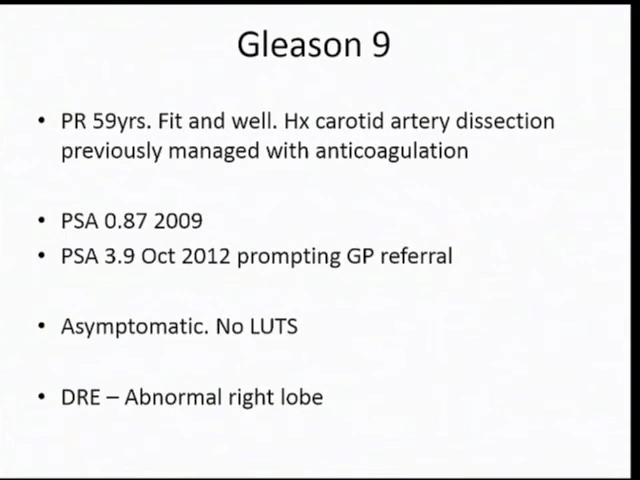 Gleason 9
• PR 59yrs. Fit and well. Hx carotid artery dissection
previously managed with anticoagulation
• PSA 0.87 2009
• PSA 3.9 Oct 2012 prompting GP referral
• Asymptomatic. No LUTS
• DRE – Abnormal right lobe